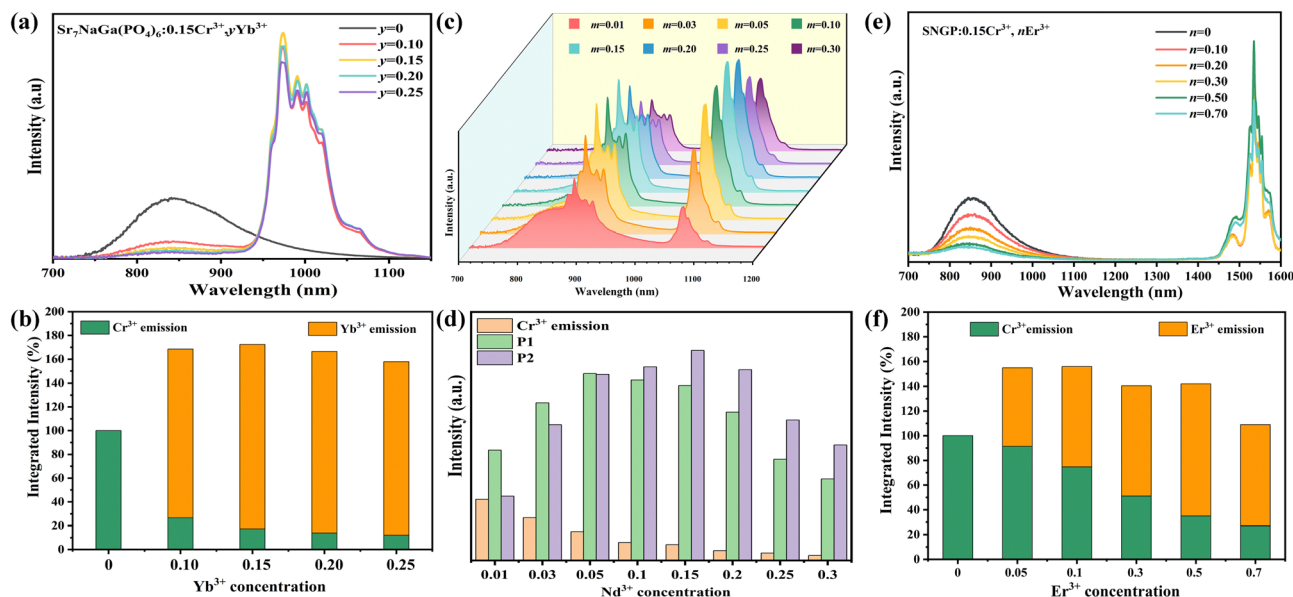 (a)
Sr₇NaGa(PO₄)₆:0.15Cr³⁺,yYb³⁺
y=0
y=0.10
y=0.15
y=0.20
y=0.25
Intensity (a.u)
700 800 900 1000 1100
Wavelength (nm)
(c)
m=0.01 m=0.03 m=0.05 m=0.10
m=0.15 m=0.20 m=0.25 m=0.30
Intensity (a.u.)
700 800 900 1000 1100 1200
Wavelength (nm)
(e)
SNGP:0.15Cr³⁺, nEr³⁺
n=0
n=0.10
n=0.20
n=0.30
n=0.50
n=0.70
Intensity (a.u.)
700 800 900 1000 1100 1200 1300 1400 1500 1600
Wavelength (nm)
(b)
Cr³⁺ emission
Yb³⁺ emission
Integrated Intensity (%)
200
180
160
140
120
100
80
60
40
20
0
0 0.10 0.15 0.20 0.25
Yb³⁺ concentration
(d)
Cr³⁺ emission
P1
P2
Intensity (a.u.)
0.01 0.03 0.05 0.1 0.15 0.2 0.25 0.3
Nd³⁺ concentration
(f)
Cr³⁺emission
Er³⁺ emission
Integrated Intensity (%)
200
180
160
140
120
100
80
60
40
20
0
0 0.05 0.1 0.3 0.5 0.7
Er³⁺ concentration